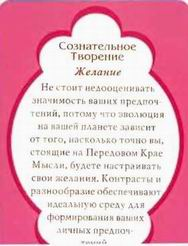 Сознательное
Творение
Желание
Не стоит недооценивать
значимость ваших предпоч-
тений, потому что эволюция
на вашей планете зависит
от того, насколько точно вы,
стоящие на Передовом Крае
Мысли, будете настраивать
свои желания. Контрасты и
разнообразие обеспечивают
идеальную среду для
формирования ваших
личных предпоч-
тений